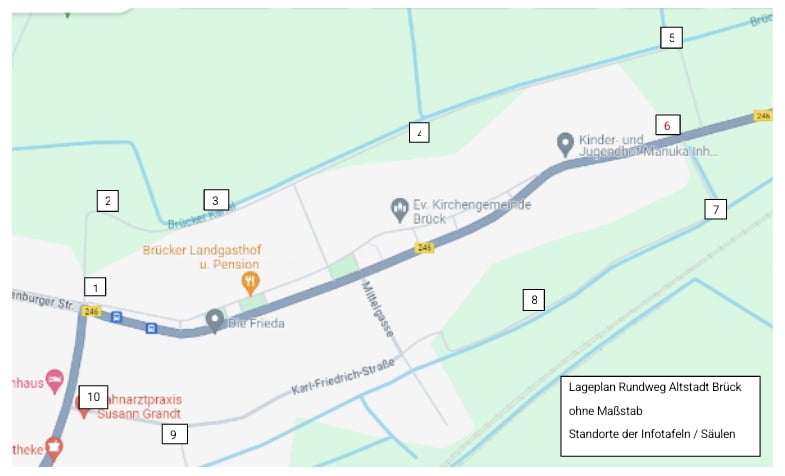 5
Brüc
246
4
6
Kinder- und
Jugendhof Manuka Inh...
2
3
Brücker Kanal
Ev. Kirchengemeinde
Brück
7
Brücker Landgasthof
u. Pension
246
1
enburger Str.
246
Die Frieda
Mittelgasse
8
Karl-Friedrich-Straße
nhaus
10
ahnarztpraxis
Susann Grandt
9
theke
Lageplan Rundweg Altstadt Brück
ohne Maßstab
Standorte der Infotafeln / Säulen